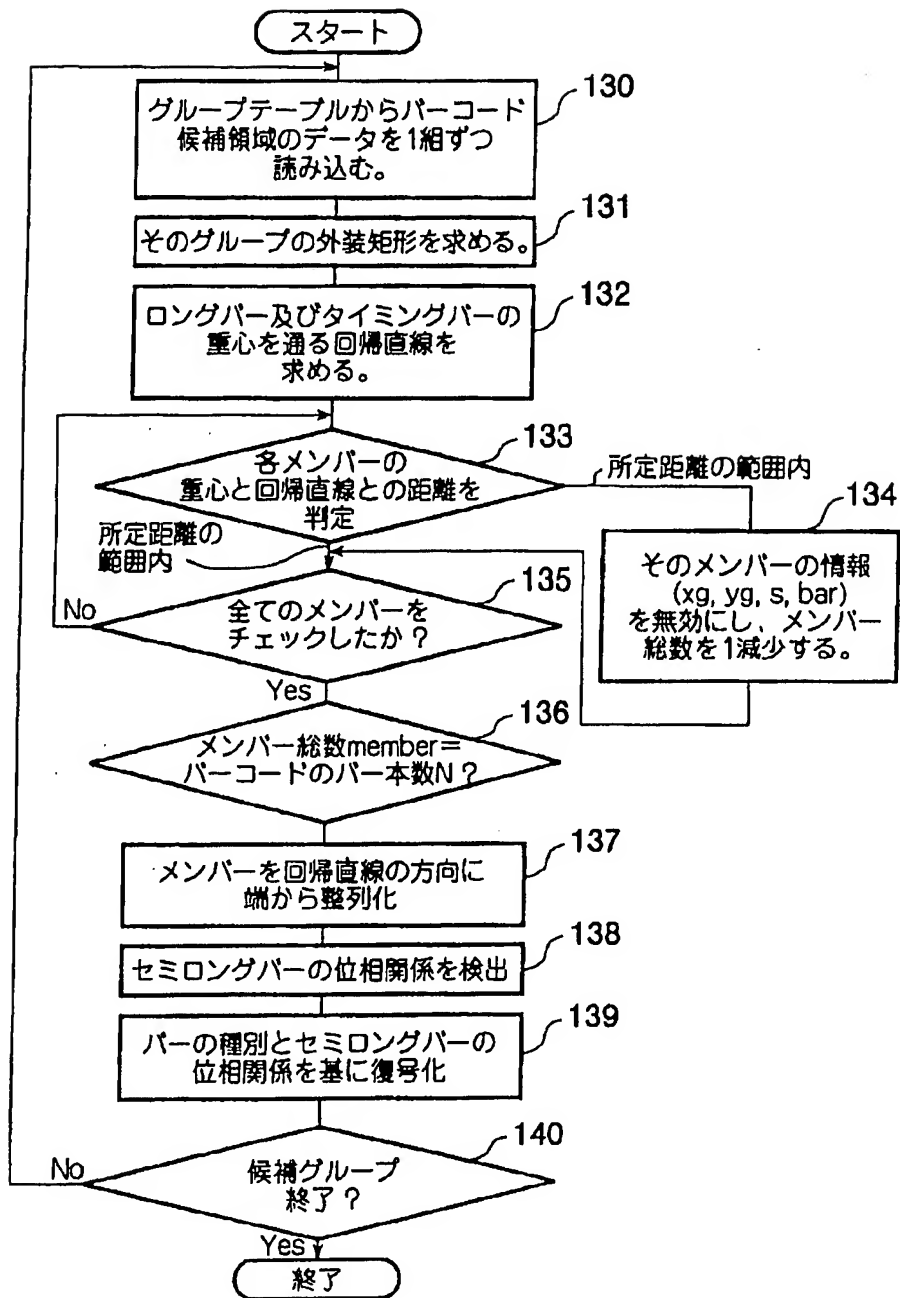 スタート
グループテーブルからバーコード
候補領域のデータを1組ずつ
読み込む。
130
そのグループの外装矩形を求める。
131
ロングバー及びタイミングバーの
重心を通る回帰直線を
求める。
132
各メンバーの
重心と回帰直線との距離を
判定
133
所定距離の範囲内
134
そのメンバーの情報
(xg, yg, s, bar)
を無効にし、メンバー
総数を1減少する。
所定距離の
範囲内
135
No
全てのメンバーを
チェックしたか？
Yes
136
メンバー総数member＝
バーコードのバー本数N？
137
メンバーを回帰直線の方向に
端から整列化
138
セミロングバーの位相関係を検出
139
バーの種別とセミロングバーの
位相関係を基に復号化
140
No
候補グループ
終了？
Yes
終了